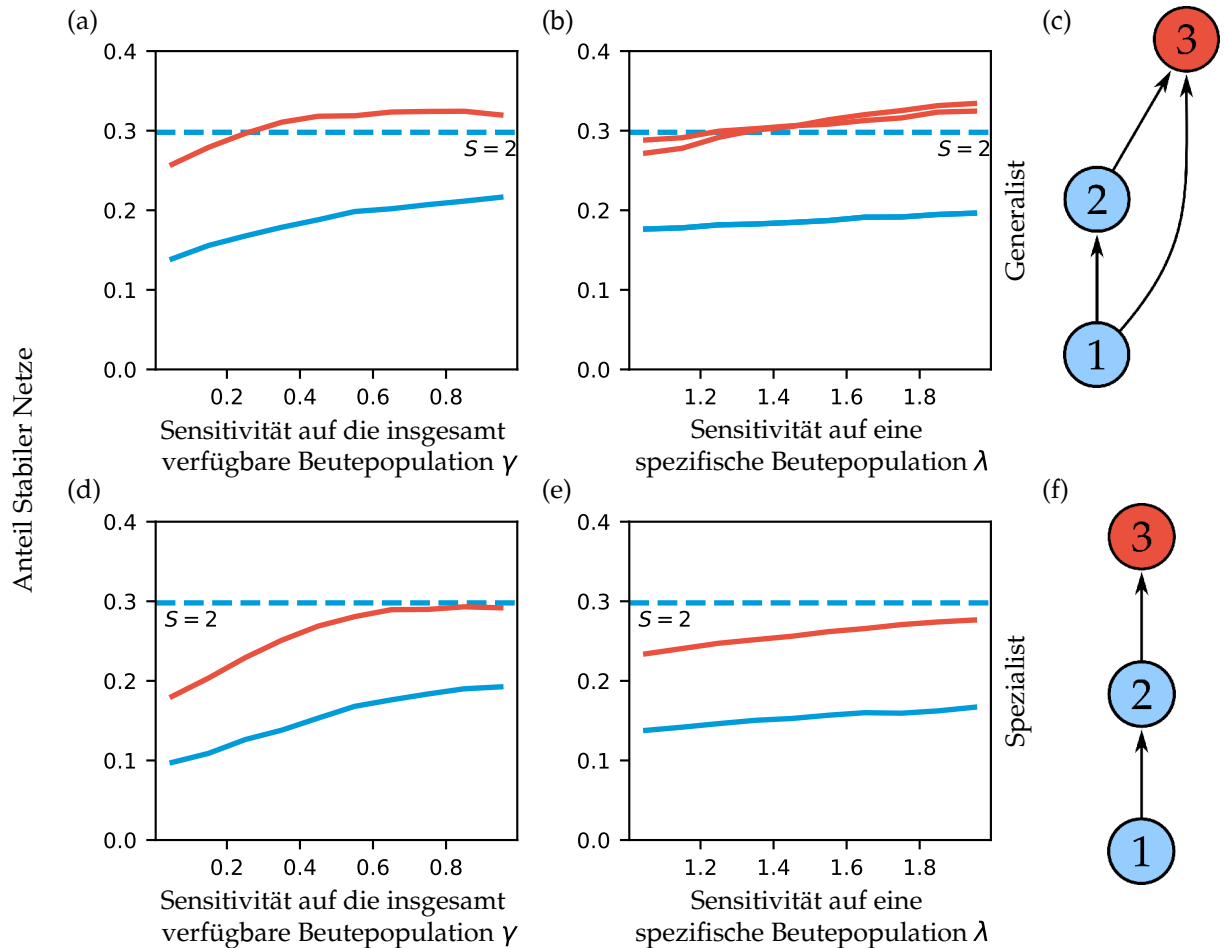 (a)
(b)
(c)
Anteil Stabiler Netze
0.4
0.3
0.2
0.1
0.0
S = 2
0.2
0.4
0.6
0.8
Sensitivität auf die insgesamt
verfügbare Beutepopulation γ
0.4
0.3
0.2
0.1
0.0
S = 2
1.2
1.4
1.6
1.8
Sensitivität auf eine
spezifische Beutepopulation λ
Generalist
3
2
1
(d)
(e)
(f)
0.4
0.3
0.2
0.1
0.0
S = 2
0.2
0.4
0.6
0.8
Sensitivität auf die insgesamt
verfügbare Beutepopulation γ
0.4
0.3
0.2
0.1
0.0
S = 2
1.2
1.4
1.6
1.8
Sensitivität auf eine
spezifische Beutepopulation λ
Spezialist
3
2
1